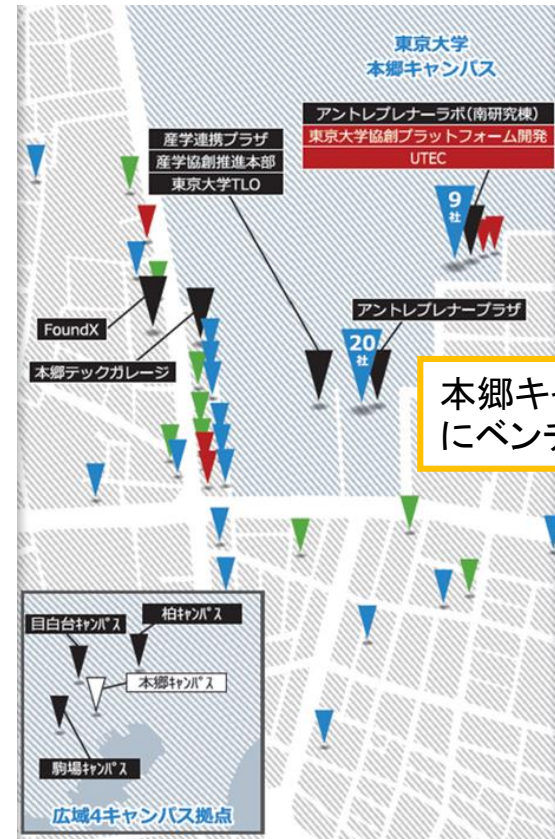 東京大学
本郷キャンパス
アントレプレナーラボ(南研究棟)
東京大学協創プラットフォーム開発
UTEC
産学連携プラザ
産学協創推進本部
東京大学TLO
9
社
FoundX
アントレプレナープラザ
本郷テックガレージ
20
社
本郷キ
にベンチ
目白台キャンパス
柏キャンパス
本郷キャンパス
駒場キャンパス
広域4キャンパス拠点